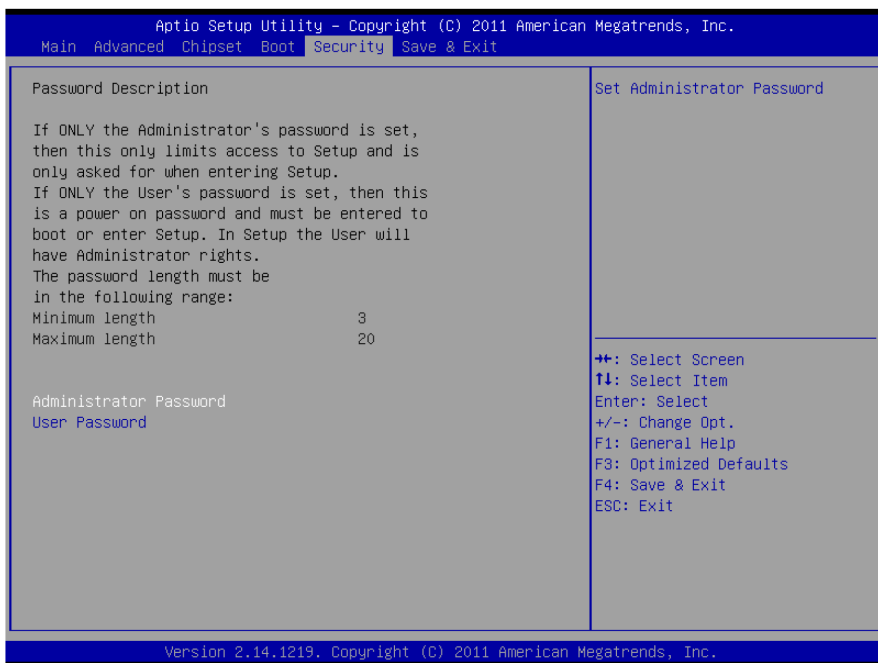 Aptio Setup Utility – Copyright (C) 2011 American Megatrends, Inc.
Main Advanced Chipset Boot Security Save & Exit
Password Description
If ONLY the Administrator's password is set,
then this only limits access to Setup and is
only asked for when entering Setup.
If ONLY the User's password is set, then this
is a power on password and must be entered to
boot or enter Setup. In Setup the User will
have Administrator rights.
The password length must be
in the following range:
Minimum length 3
Maximum length 20
Administrator Password
User Password
Set Administrator Password
→←: Select Screen
↑↓: Select Item
Enter: Select
+/-: Change Opt.
F1: General Help
F3: Optimized Defaults
F4: Save & Exit
ESC: Exit
Version 2.14.1219. Copyright (C) 2011 American Megatrends, Inc.